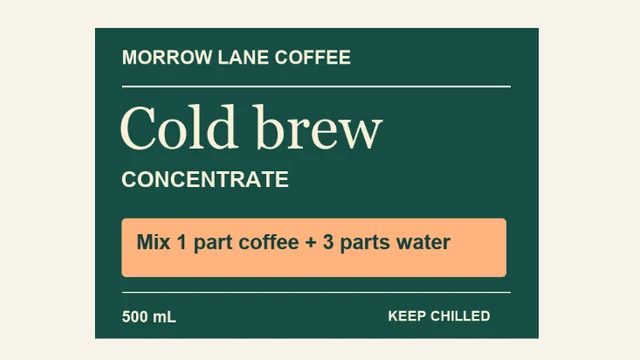 MORROW LANE COFFEE
Cold brew
CONCENTRATE
Mix 1 part coffee + 3 parts water
500 mL
KEEP CHILLED